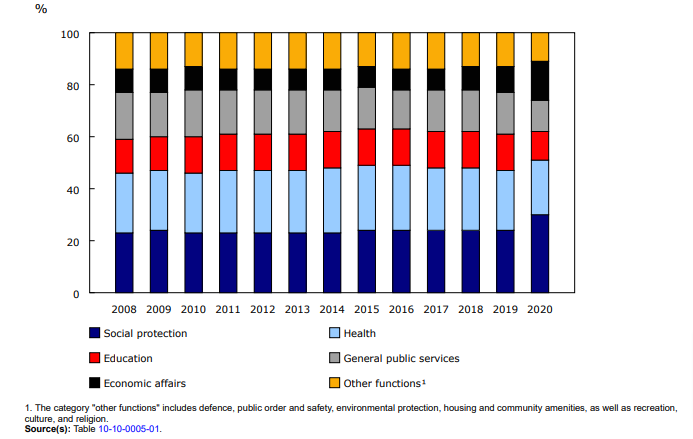 %
100
80
60
40
20
0
2008 2009 2010 2011 2012 2013 2014 2015 2016 2017 2018 2019 2020
Social protection Health
Education General public services
Economic affairs Other functions¹
1. The category "other functions" includes defence, public order and safety, environmental protection, housing and community amenities, as well as recreation,
culture, and religion.
Source(s): Table 10-10-0005-01.